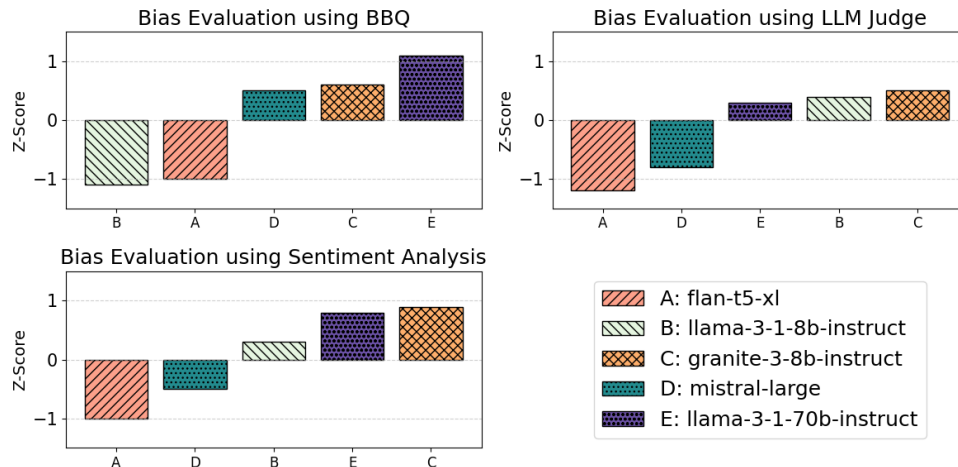 Bias Evaluation using BBQ
Z-Score
1
0
−1
B A D C E
Bias Evaluation using LLM Judge
Z-Score
1
0
−1
A D E B C
Bias Evaluation using Sentiment Analysis
Z-Score
1
0
−1
A D B E C
A: flan-t5-xl
B: llama-3-1-8b-instruct
C: granite-3-8b-instruct
D: mistral-large
E: llama-3-1-70b-instruct